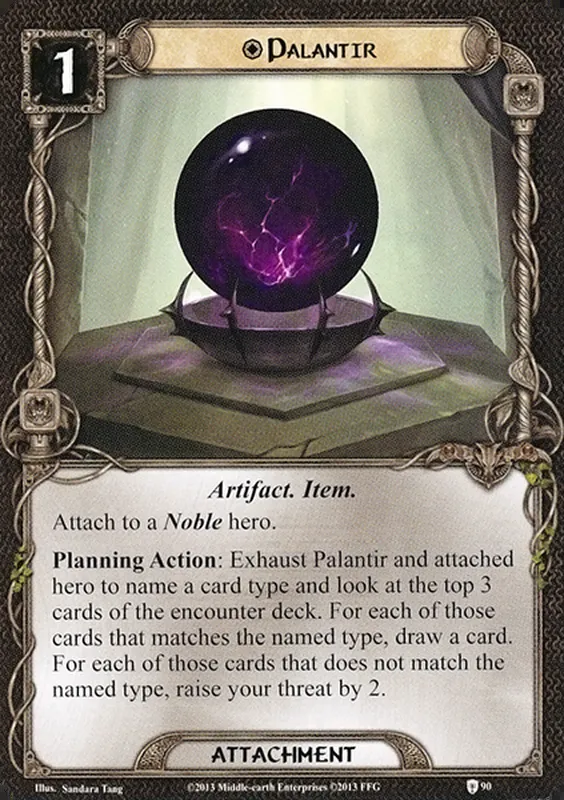 1
PALANTIR
Artifact. Item.
Attach to a Noble hero.
Planning Action: Exhaust Palantir and attached
hero to name a card type and look at the top 3
cards of the encounter deck. For each of those
cards that matches the named type, draw a card.
For each of those cards that does not match the
named type, raise your threat by 2.
ATTACHMENT
Illus. Sandara Tang
©2013 Middle-earth Enterprises ©2013 FFG
90